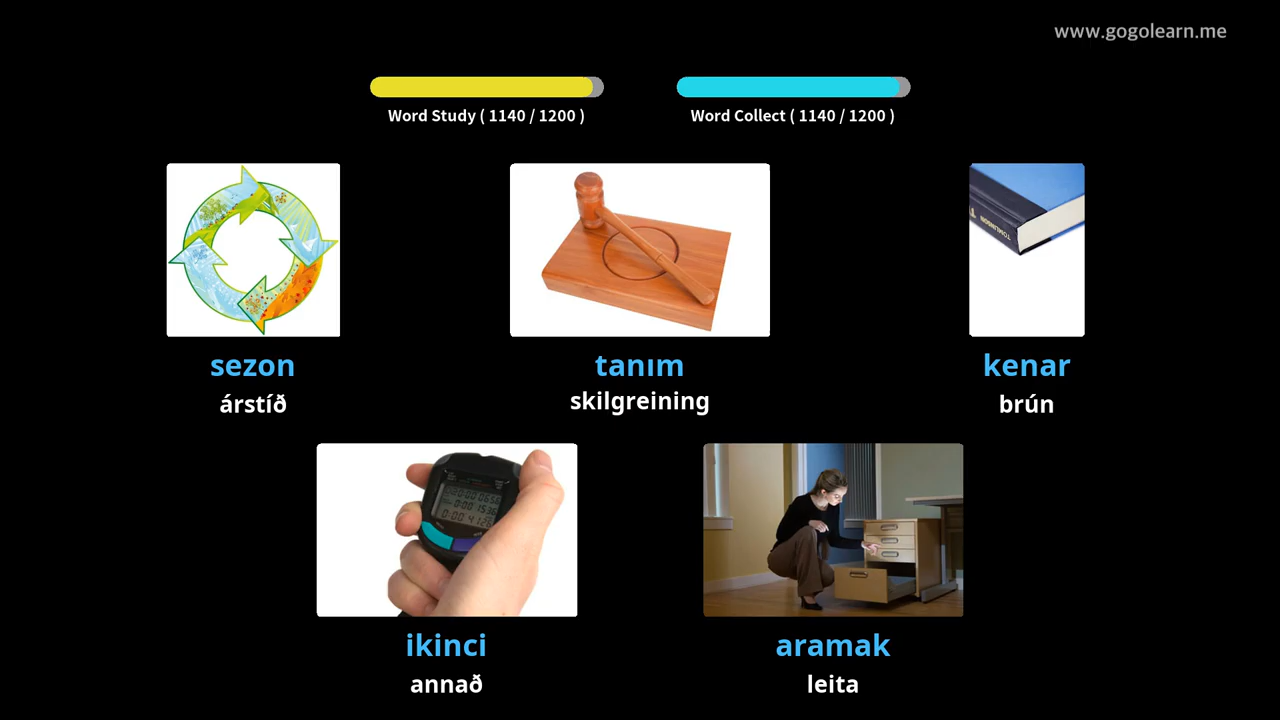 www.gogolearn.me
Word Study ( 1140 / 1200 )
Word Collect ( 1140 / 1200 )
TOMLINSON
sezon
árstíð
tanım
skilgreining
kenar
brún
ikinci
annað
aramak
leita